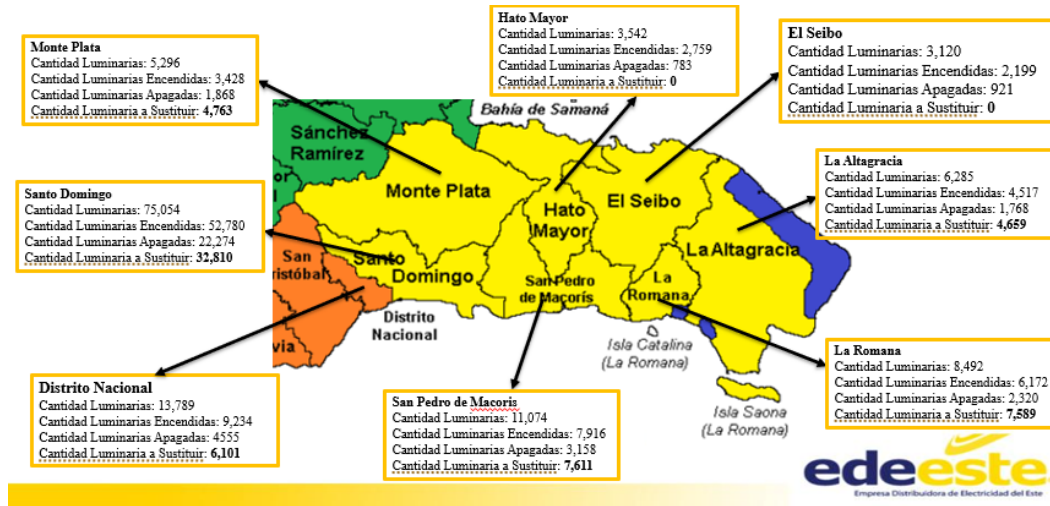 Monte Plata
Cantidad Luminarias: 5,296
Cantidad Luminarias Encendidas: 3,428
Cantidad Luminarias Apagadas: 1,868
Cantidad Luminaria a Sustituir: 4,763
Hato Mayor
Cantidad Luminarias: 3,542
Cantidad Luminarias Encendidas: 2,759
Cantidad Luminarias Apagadas: 783
Cantidad Luminaria a Sustituir: 0
El Seibo
Cantidad Luminarias: 3,120
Cantidad Luminarias Encendidas: 2,199
Cantidad Luminarias Apagadas: 921
Cantidad Luminaria a Sustituir: 0
Santo Domingo
Cantidad Luminarias: 75,054
Cantidad Luminarias Encendidas: 52,780
Cantidad Luminarias Apagadas: 22,274
Cantidad Luminaria a Sustituir: 32,810
La Altagracia
Cantidad Luminarias: 6,285
Cantidad Luminarias Encendidas: 4,517
Cantidad Luminarias Apagadas: 1,768
Cantidad Luminaria a Sustituir: 4,659
Bahía de Samaná
Sánchez
Ramírez
Monte Plata
Hato
Mayor
El Seibo
La Altagracia
San
Santo
Domingo
San Pedro
de Macorís
La
Romana
Distrito
Nacional
Isla Catalina
(La Romana)
Isla Saona
(La Romana)
Distrito Nacional
Cantidad Luminarias: 13,789
Cantidad Luminarias Encendidas: 9,234
Cantidad Luminarias Apagadas: 4555
Cantidad Luminaria a Sustituir: 6,101
San Pedro de Macoris
Cantidad Luminarias: 11,074
Cantidad Luminarias Encendidas: 7,916
Cantidad Luminarias Apagadas: 3,158
Cantidad Luminaria a Sustituir: 7,611
La Romana
Cantidad Luminarias: 8,492
Cantidad Luminarias Encendidas: 6,172
Cantidad Luminarias Apagadas: 2,320
Cantidad Luminaria a Sustituir: 7,589
edeeste
Empresa Distribuidora de Electricidad del Este